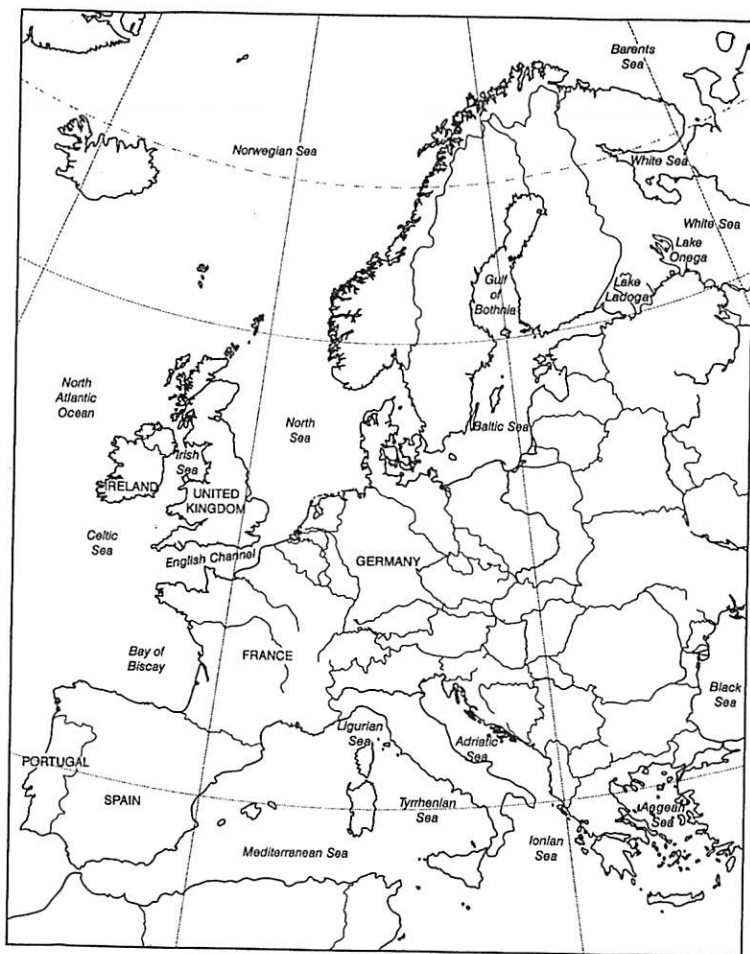 Barents
Sea
Norwegian Sea
White Sea
White Sea
Lake
Onega
Lake
Ladoga
Gulf
of
Bothnia
North
Atlantic
Ocean
North
Sea
Baltic Sea
Irish
Sea
IRELAND
UNITED
KINGDOM
Celtic
Sea
English Channel
GERMANY
Bay of
Biscay
FRANCE
Black
Sea
Ligurian
Sea
Adriatic
Sea
PORTUGAL
SPAIN
Tyrrhenian
Sea
Aegean
Sea
Ionian
Sea
Mediterranean Sea